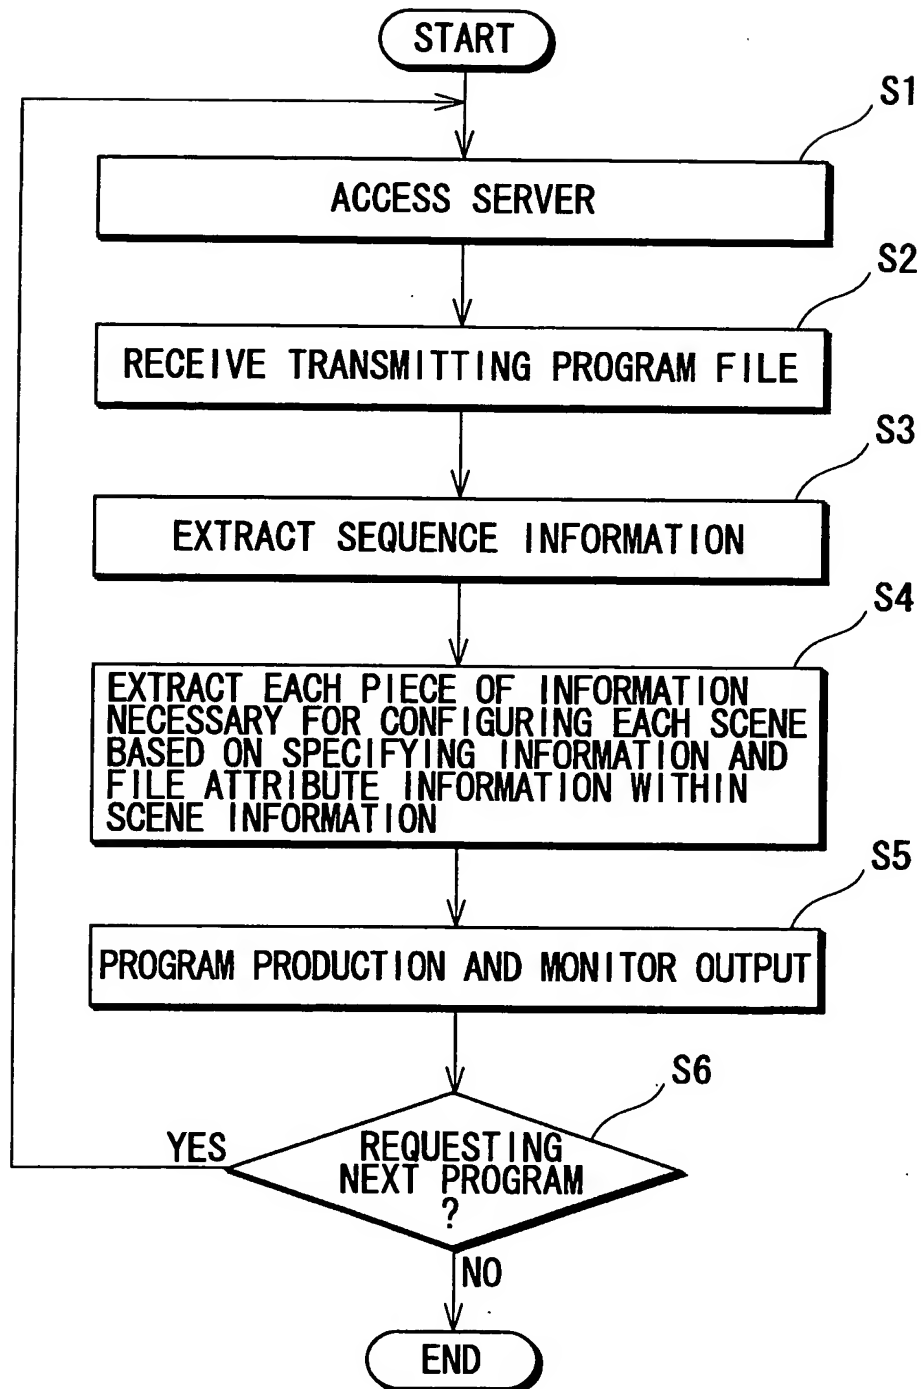 START
S1
ACCESS SERVER
S2
RECEIVE TRANSMITTING PROGRAM FILE
S3
EXTRACT SEQUENCE INFORMATION
S4
EXTRACT EACH PIECE OF INFORMATION
NECESSARY FOR CONFIGURING EACH SCENE
BASED ON SPECIFYING INFORMATION AND
FILE ATTRIBUTE INFORMATION WITHIN
SCENE INFORMATION
S5
PROGRAM PRODUCTION AND MONITOR OUTPUT
S6
YES
REQUESTING
NEXT PROGRAM
?
NO
END